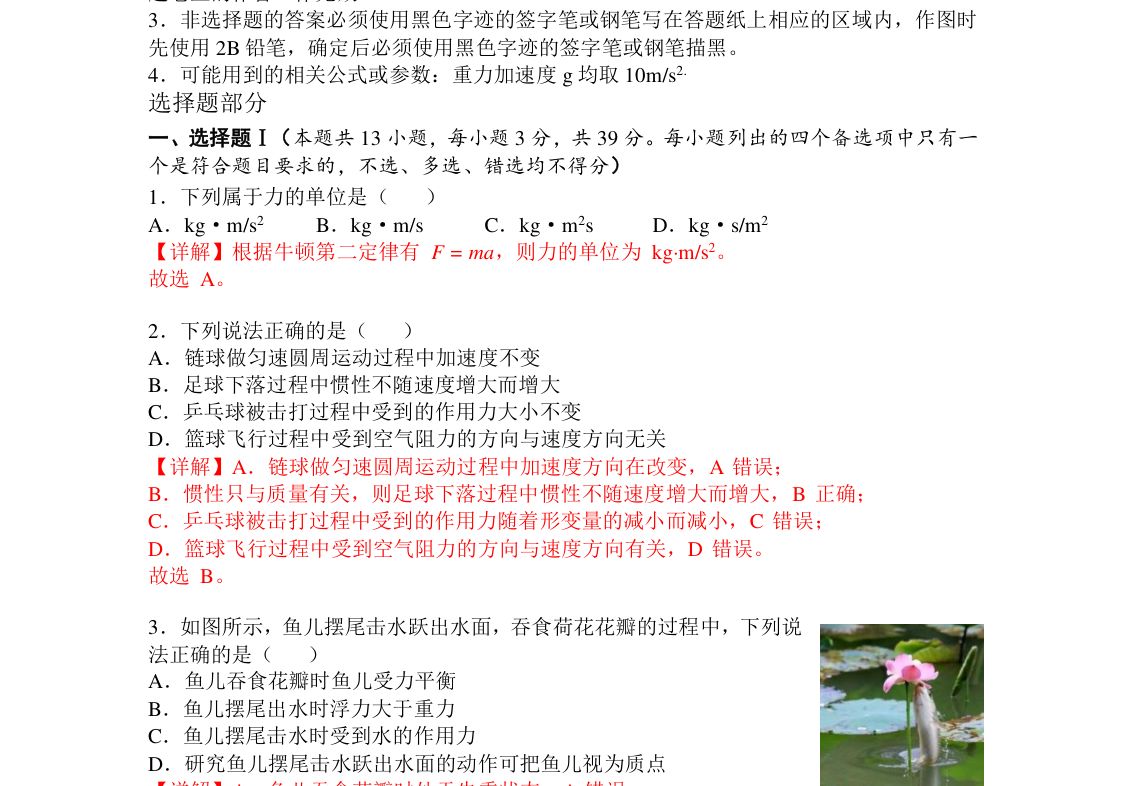 3．非选择题的答案必须使用黑色字迹的签字笔或钢笔写在答题纸上相应的区域内，作图时
先使用 2B 铅笔，确定后必须使用黑色字迹的签字笔或钢笔描黑。
4．可能用到的相关公式或参数：重力加速度 g 均取 10m/s².
选择题部分
一、选择题Ⅰ（本题共 13 小题，每小题 3 分，共 39 分。每小题列出的四个备选项中只有一
个是符合题目要求的，不选、多选、错选均不得分）
1．下列属于力的单位是（　　）
A．kg·m/s² B．kg·m/s C．kg·m²s D．kg·s/m²
【详解】根据牛顿第二定律有 F = ma，则力的单位为 kg·m/s²。
故选 A。
2．下列说法正确的是（　　）
A．链球做匀速圆周运动过程中加速度不变
B．足球下落过程中惯性不随速度增大而增大
C．乒乓球被击打过程中受到的作用力大小不变
D．篮球飞行过程中受到空气阻力的方向与速度方向无关
【详解】A．链球做匀速圆周运动过程中加速度方向在改变，A 错误；
B．惯性只与质量有关，则足球下落过程中惯性不随速度增大而增大，B 正确；
C．乒乓球被击打过程中受到的作用力随着形变量的减小而减小，C 错误；
D．篮球飞行过程中受到空气阻力的方向与速度方向有关，D 错误。
故选 B。
3．如图所示，鱼儿摆尾击水跃出水面，吞食荷花花瓣的过程中，下列说
法正确的是（　　）
A．鱼儿吞食花瓣时鱼儿受力平衡
B．鱼儿摆尾出水时浮力大于重力
C．鱼儿摆尾击水时受到水的作用力
D．研究鱼儿摆尾击水跃出水面的动作可把鱼儿视为质点